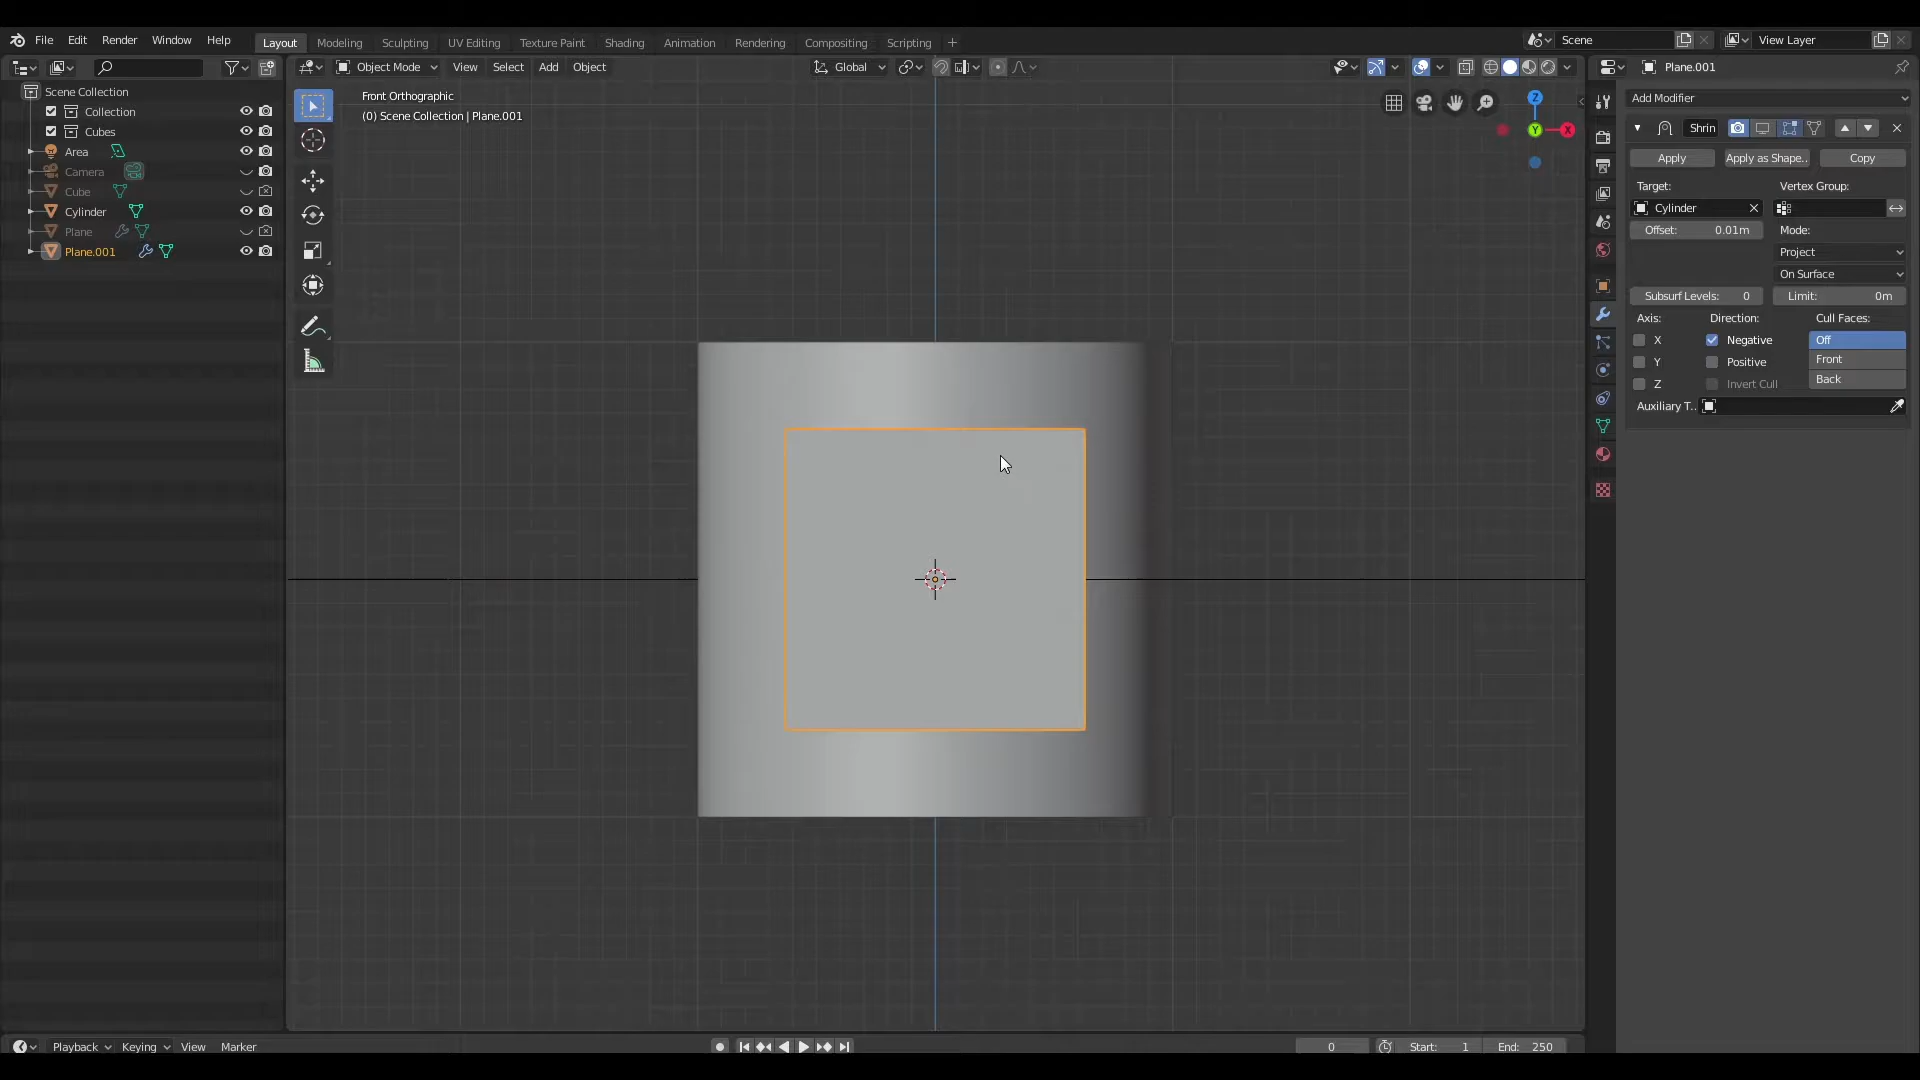 File Edit Render Window Help
Layout Modeling Sculpting UV Editing Texture Paint Shading Animation Rendering Compositing Scripting
Scene
View Layer
Object Mode View Select Add Object
Global
Plane.001
Scene Collection
Collection
Cubes
Area
Camera
Cube
Cylinder
Plane
Plane.001
Front Orthographic
(0) Scene Collection | Plane.001
Z
Y
X
Add Modifier
Shrin
Apply Apply as Shape.. Copy
Target: Vertex Group:
Cylinder
Offset: 0.01m Mode:
Project
On Surface
Subsurf Levels: 0 Limit: 0m
Axis: Direction: Cull Faces:
X Negative Off
Y Positive Front
Z Invert Cull Back
Auxiliary T..
Playback Keying View Marker
0 Start: 1 End: 250